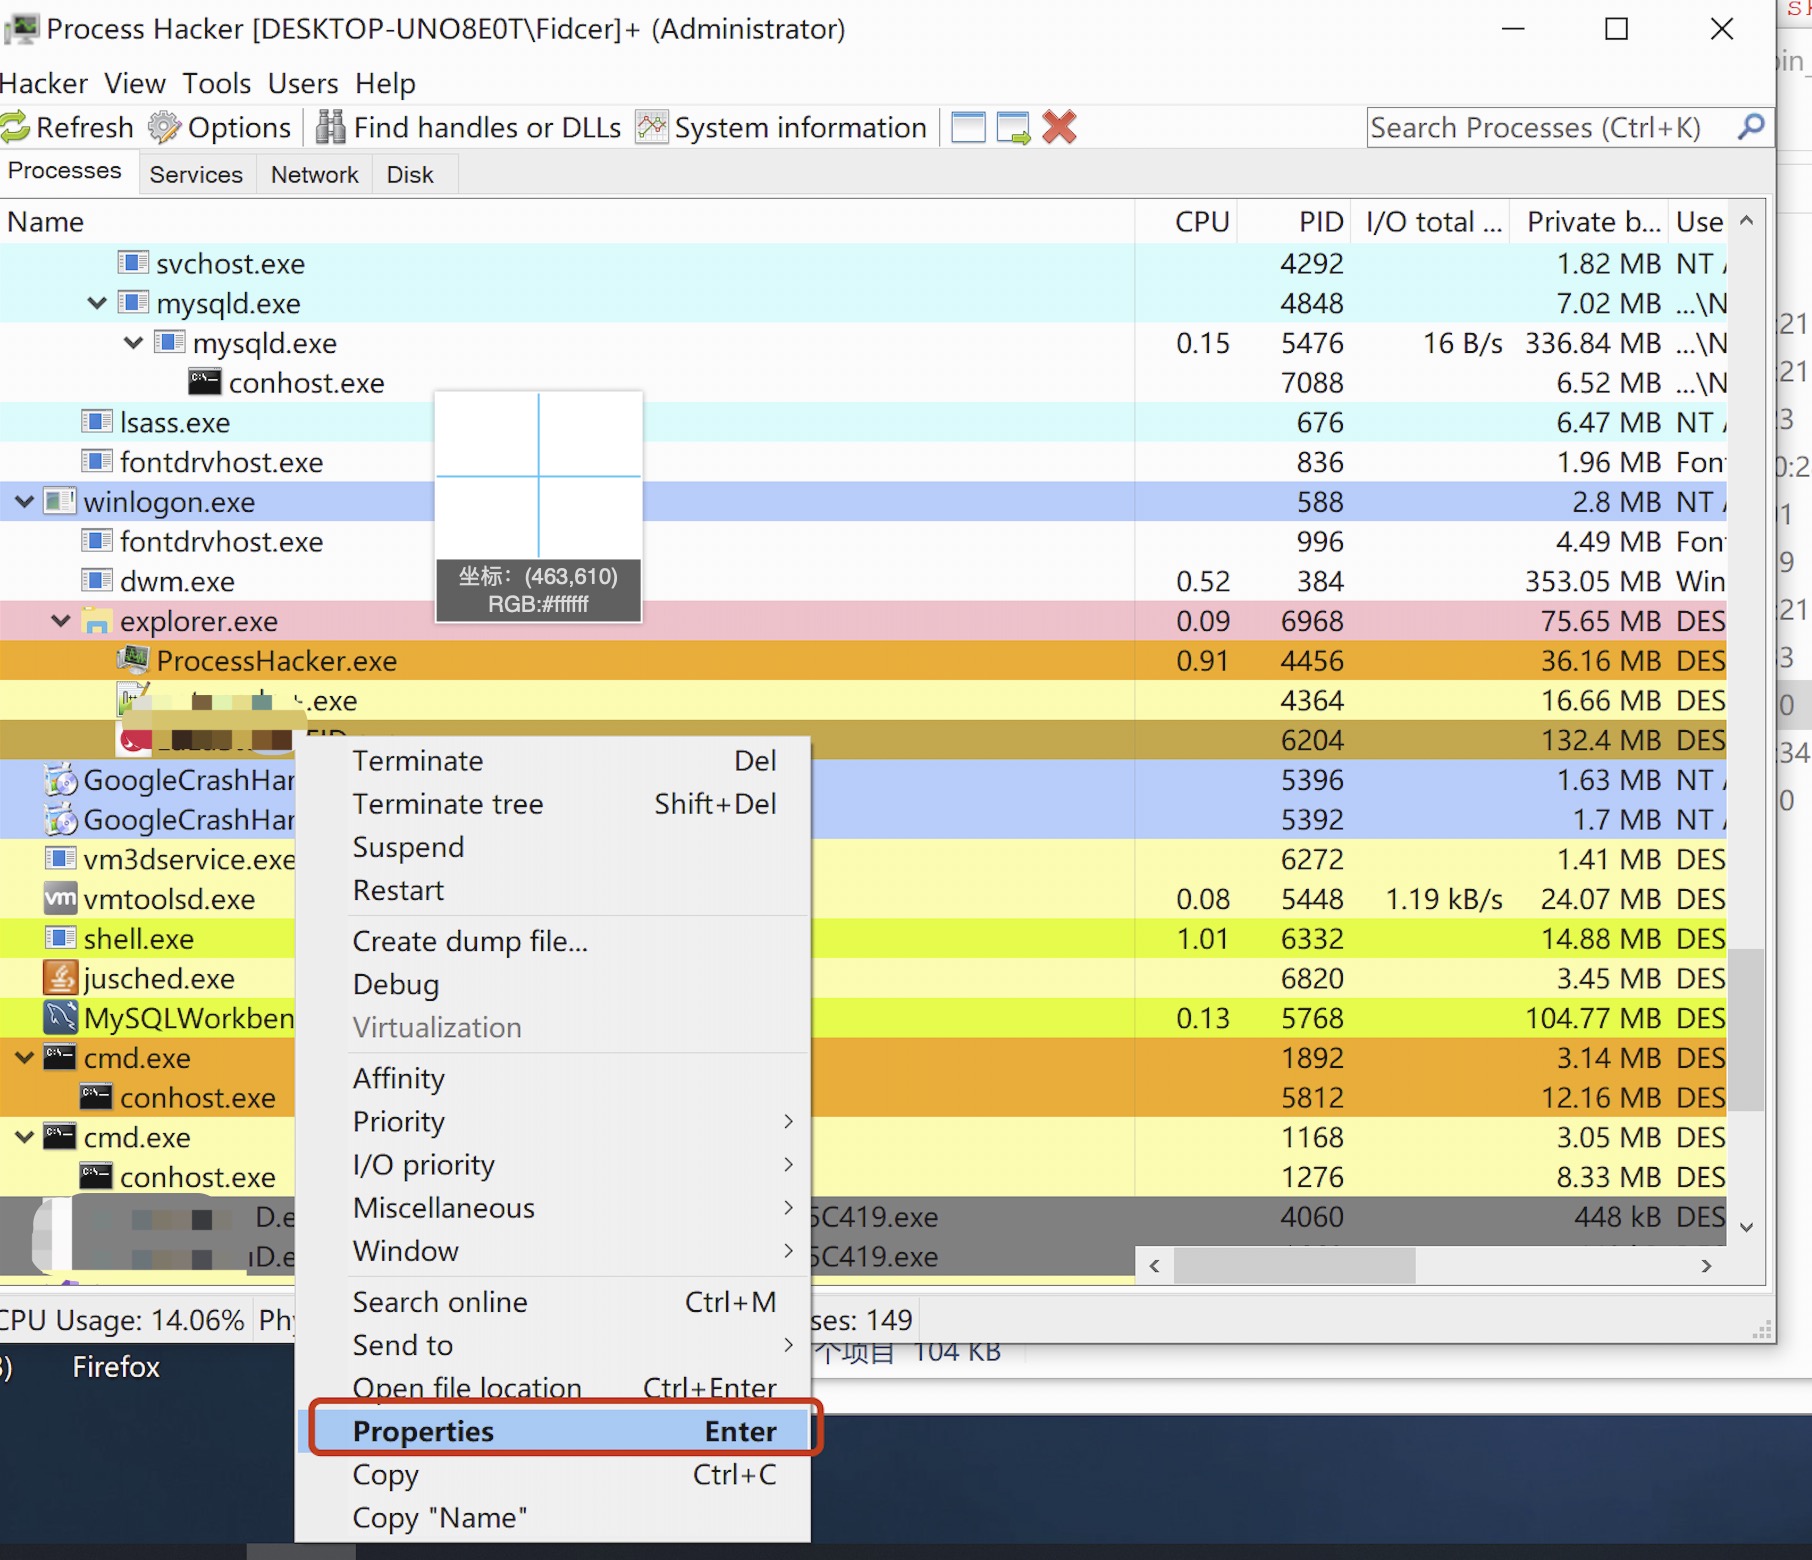 Process Hacker [DESKTOP-UNO8E0T\Fidcer]+ (Administrator)
Hacker View Tools Users Help
Refresh Options Find handles or DLLs System information Search Processes (Ctrl+K)
Processes Services Network Disk
Name CPU PID I/O total ... Private b... Use
svchost.exe 4292 1.82 MB NT
mysqld.exe 4848 7.02 MB ...\N
mysqld.exe 0.15 5476 16 B/s 336.84 MB ...\N
conhost.exe 7088 6.52 MB ...\N
lsass.exe 676 6.47 MB NT
fontdrvhost.exe 836 1.96 MB Fon
winlogon.exe 588 2.8 MB NT
fontdrvhost.exe 996 4.49 MB Fon
dwm.exe 0.52 384 353.05 MB Win
坐标: (463,610)
RGB:#ffffff
explorer.exe 0.09 6968 75.65 MB DES
ProcessHacker.exe 0.91 4456 36.16 MB DES
.exe 4364 16.66 MB DES
6204 132.4 MB DES
GoogleCrashHar 5396 1.63 MB NT
GoogleCrashHar 5392 1.7 MB NT
vm3dservice.exe 6272 1.41 MB DES
vmtoolsd.exe 0.08 5448 1.19 kB/s 24.07 MB DES
shell.exe 1.01 6332 14.88 MB DES
jusched.exe 6820 3.45 MB DES
MySQLWorkben 0.13 5768 104.77 MB DES
cmd.exe 1892 3.14 MB DES
conhost.exe 5812 12.16 MB DES
cmd.exe 1168 3.05 MB DES
conhost.exe 1276 8.33 MB DES
D.e 5C419.exe 4060 448 kB DES
D.e 5C419.exe
CPU Usage: 14.06% Phy ses: 149
Terminate Del
Terminate tree Shift+Del
Suspend
Restart
Create dump file...
Debug
Virtualization
Affinity
Priority
I/O priority
Miscellaneous
Window
Search online Ctrl+M
Send to
Open file location Ctrl+Enter
Properties Enter
Copy Ctrl+C
Copy "Name"
个项目 104 KB
Firefox